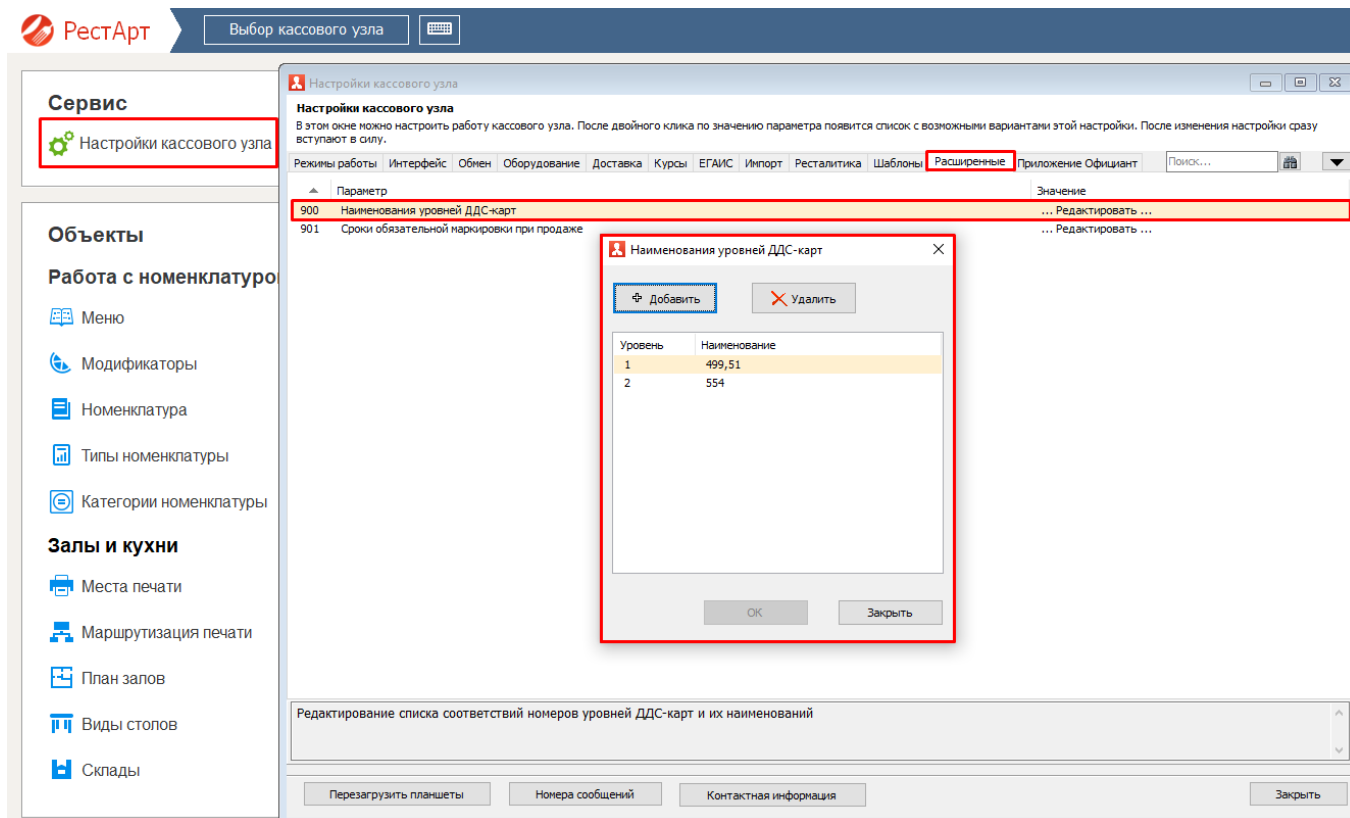 РестАрт
Выбор кассового узла
Сервис
Настройки кассового узла
Объекты
Работа с номенклатуро
Меню
Модификаторы
Номенклатура
Типы номенклатуры
Категории номенклатуры
Залы и кухни
Места печати
Маршрутизация печати
План залов
Виды столов
Склады
Настройки кассового узла
Настройки кассового узла
В этом окне можно настроить работу кассового узла. После двойного клика по значению параметра появится список с возможными вариантами этой настройки. После изменения настройки сразу
вступают в силу.
Режимы работы Интерфейс Обмен Оборудование Доставка Курсы ЕГАИС Импорт Ресталитика Шаблоны Расширенные Приложение Официант Поиск...
Параметр Значение
900 Наименования уровней ДДС-карт ... Редактировать ...
901 Сроки обязательной маркировки при продаже ... Редактировать ...
Наименования уровней ДДС-карт
Добавить Удалить
Уровень Наименование
1 499,51
2 554
ОК Закрыть
Редактирование списка соответствий номеров уровней ДДС-карт и их наименований
Перезагрузить планшеты Номера сообщений Контактная информация Закрыть